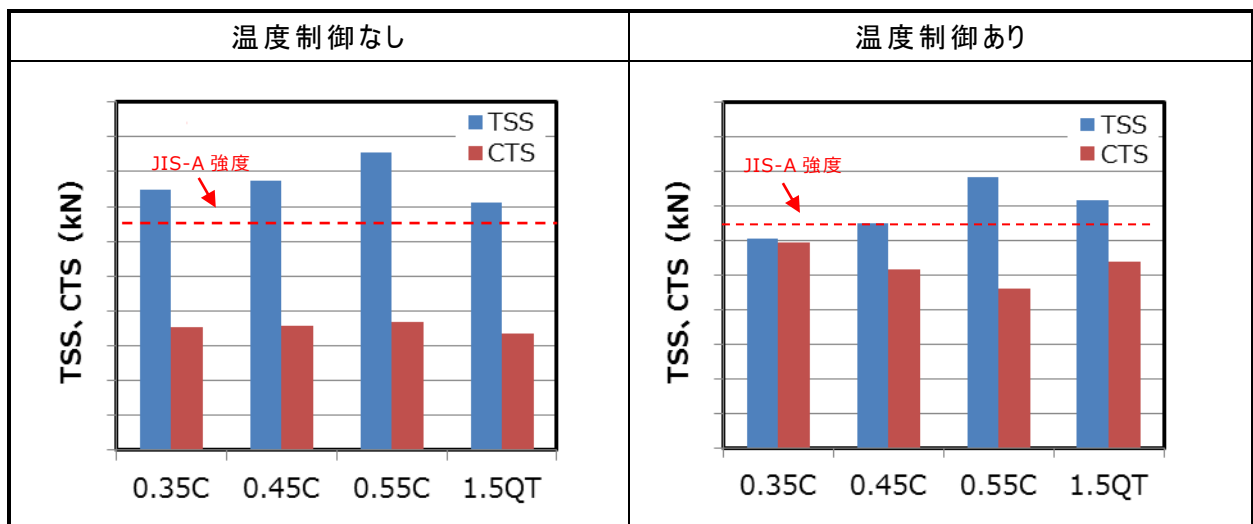 温度制御なし
温度制御あり
TSS
CTS
JIS-A 強度
TSS、CTS (kN)
0.35C 0.45C 0.55C 1.5QT
TSS
CTS
JIS-A 強度
TSS、CTS (kN)
0.35C 0.45C 0.55C 1.5QT